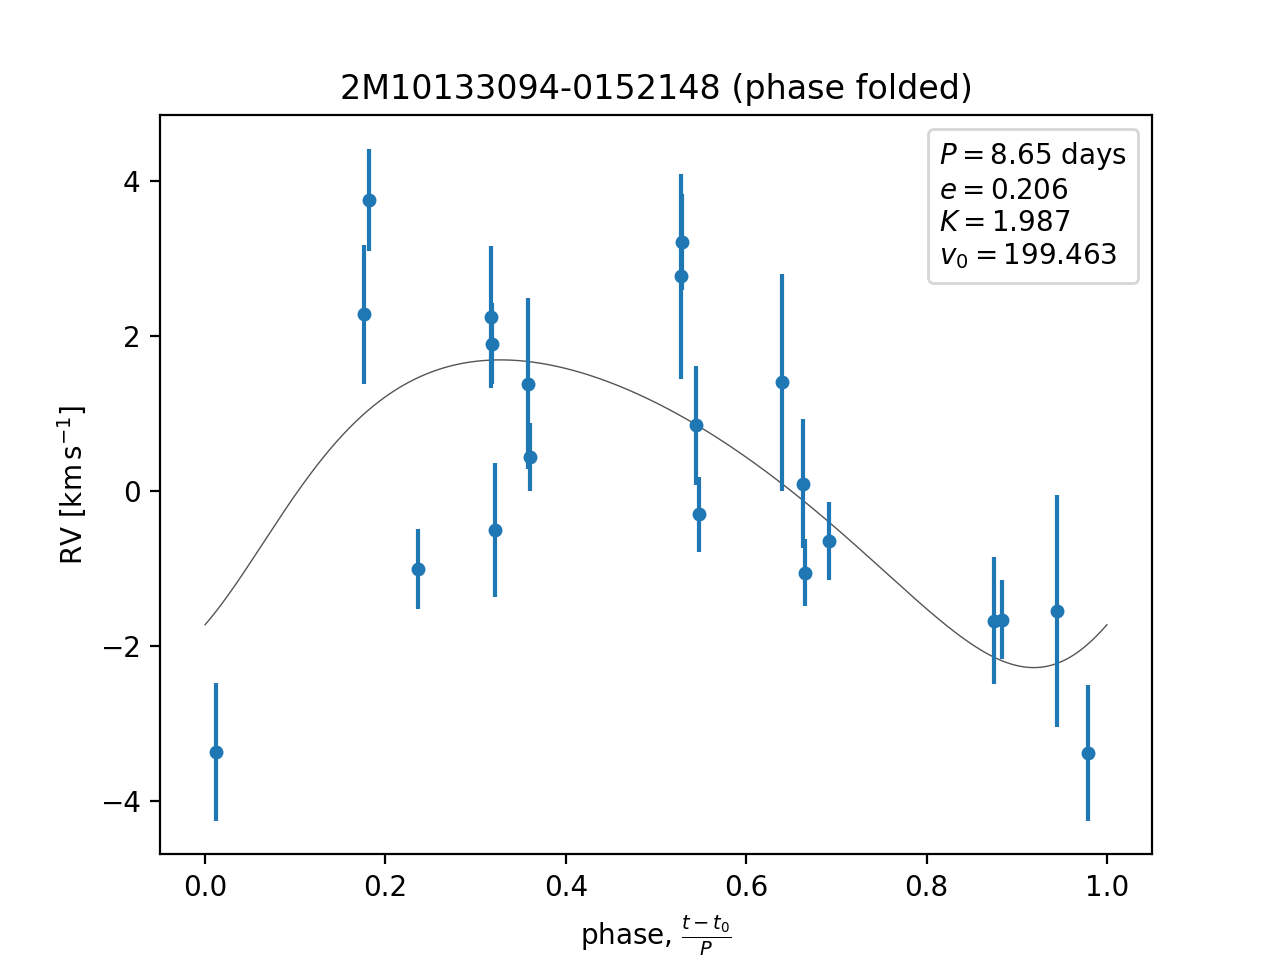 2M10133094-0152148 (phase folded)
P = 8.65 days
e = 0.206
K = 1.987
v₀ = 199.463
RV [km s⁻¹]
4
2
0
−2
−4
0.0 0.2 0.4 0.6 0.8 1.0
phase, (t − t₀)/P